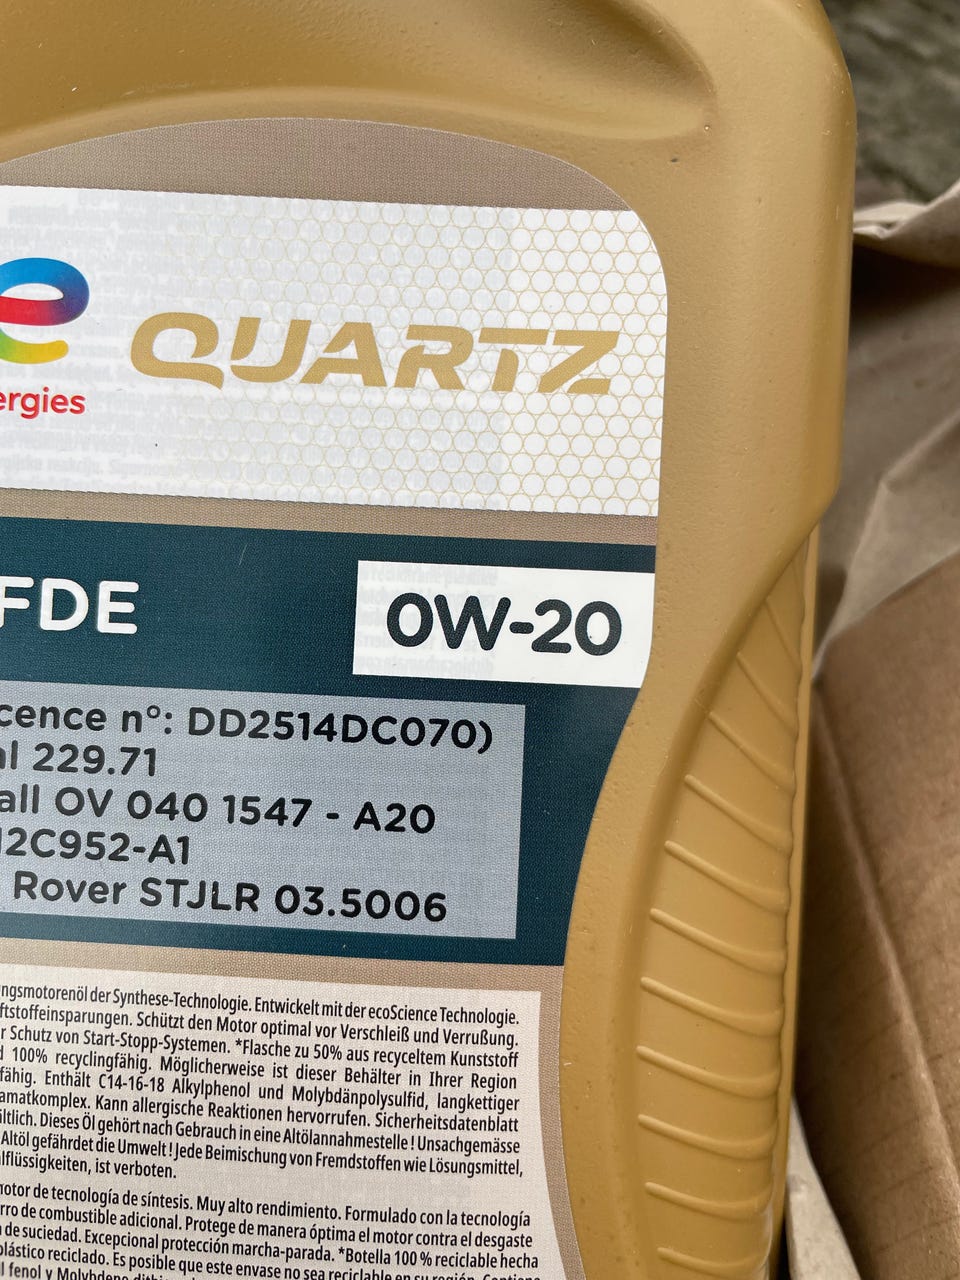 QUARTZ
ergies
FDE
0W-20
cence n°: DD2514DC070)
al 229.71
all OV 040 1547 - A20
2C952-A1
Rover STJLR 03.5006
ngsmotorenöl der Synthese-Technologie. Entwickelt mit der ecoScience Technologie.
ftstoffeinsparungen. Schützt den Motor optimal vor Verschleiß und Verrußung.
r Schutz von Start-Stopp-Systemen. *Flasche zu 50% aus recyceltem Kunststoff
d 100% recyclingfähig. Möglicherweise ist dieser Behälter in Ihrer Region
fähig. Enthält C14-16-18 Alkylphenol und Molybdänpolysulfid, langkettiger
amatkomplex. Kann allergische Reaktionen hervorrufen. Sicherheitsdatenblatt
ältlich. Dieses Öl gehört nach Gebrauch in eine Altölannahmestelle! Unsachgemässe
Altöl gefährdet die Umwelt! Jede Beimischung von Fremdstoffen wie Lösungsmittel,
lflüssigkeiten, ist verboten.
motor de tecnología de síntesis. Muy alto rendimiento. Formulado con la tecnología
rro de combustible adicional. Protege de manera óptima el motor contra el desgaste
de suciedad. Excepcional protección marcha-parada. *Botella 100 % reciclable hecha
plástico reciclado. Es posible que este envase no sea reciclable en su región. Contiene
l fenol y Molybdeno